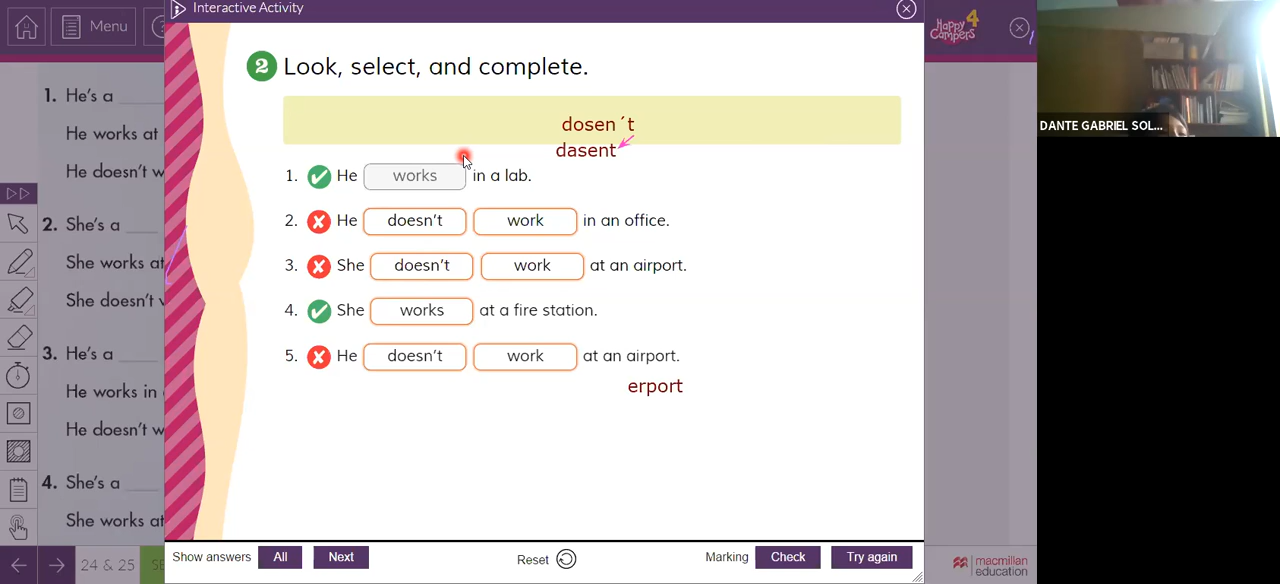 Interactive Activity
Menu
Happy Campers 4
2 Look, select, and complete.
dosen´t
dasent
1. He works in a lab.
2. He doesn't work in an office.
3. She doesn't work at an airport.
4. She works at a fire station.
5. He doesn't work at an airport.
erport
1. He's a
He works at
He doesn't w
2. She's a
She works at
She doesn't v
3. He's a
He works in
He doesn't w
4. She's a
She works at
24 & 25
SE
Show answers All Next
Reset
Marking Check Try again
macmillan education
DANTE GABRIEL SOL...